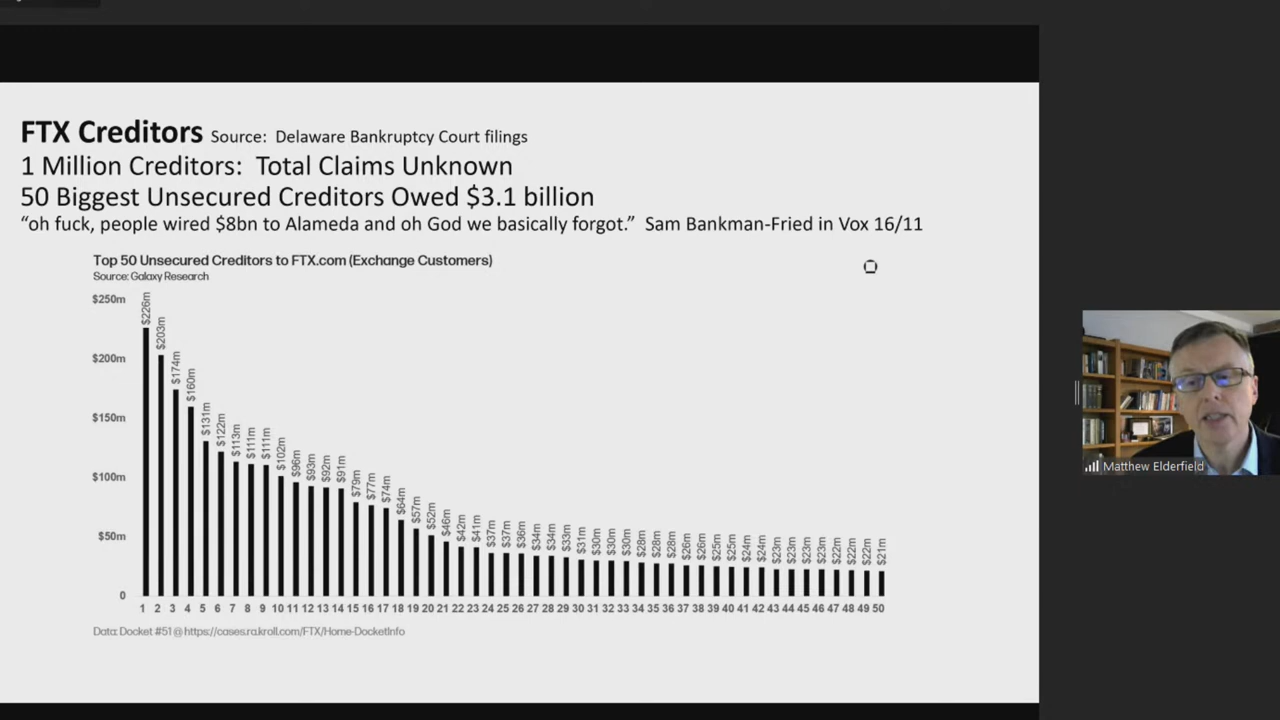 FTX Creditors Source: Delaware Bankruptcy Court filings
1 Million Creditors: Total Claims Unknown
50 Biggest Unsecured Creditors Owed $3.1 billion
“oh fuck, people wired $8bn to Alameda and oh God we basically forgot.” Sam Bankman-Fried in Vox 16/11
Top 50 Unsecured Creditors to FTX.com (Exchange Customers)
Source: Galaxy Research
$250m
$200m
$150m
$100m
$50m
0
$226m $203m $174m $160m $131m $122m $113m $111m $111m $102m $96m $93m $92m $91m $79m $77m $74m $64m $57m $52m $46m $42m $41m $37m $37m $36m $34m $34m $33m $31m $30m $30m $30m $28m $28m $28m $26m $26m $25m $25m $24m $24m $23m $23m $23m $23m $22m $22m $22m $21m
1 2 3 4 5 6 7 8 9 10 11 12 13 14 15 16 17 18 19 20 21 22 23 24 25 26 27 28 29 30 31 32 33 34 35 36 37 38 39 40 41 42 43 44 45 46 47 48 49 50
Data: Docket #51 @ https://cases.ra.kroll.com/FTX/Home-DocketInfo
Matthew Elderfield